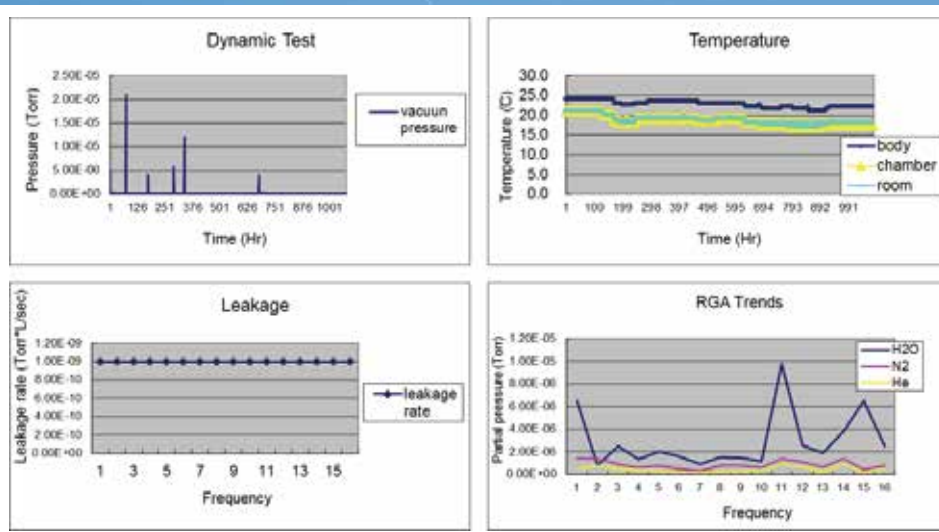 Dynamic Test
Pressure (Torr)
2.50E-05
2.00E-05
1.50E-05
1.00E-05
5.00E-06
0.00E+00
1 126 251 376 501 626 751 876 1001
Time (Hr)
vacuun
pressure
Temperature
Temperature (℃)
30.0
25.0
20.0
15.0
10.0
5.0
0.0
1 100 199 298 397 496 595 694 793 892 991
Time (Hr)
body
chamber
room
Leakage
Leakage rate (Torr*L/sec)
1.20E-09
1.00E-09
8.00E-10
6.00E-10
4.00E-10
2.00E-10
0.00E+00
1 3 5 7 9 11 13 15
Frequency
leakage
rate
RGA Trends
Partial pressure (Torr)
1.20E-05
1.00E-05
8.00E-06
6.00E-06
4.00E-06
2.00E-06
0.00E+00
1 2 3 4 5 6 7 8 9 10 11 12 13 14 15 16
Frequency
H2O
N2
He